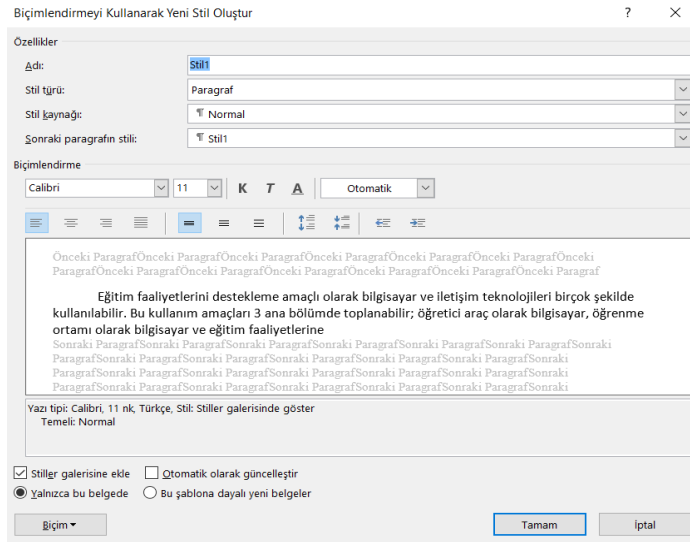 Biçimlendirmeyi Kullanarak Yeni Stil Oluştur ? ×
Özellikler
Adı: Stil1
Stil türü: Paragraf
Stil kaynağı: ¶ Normal
Sonraki paragrafın stili: ¶ Stil1
Biçimlendirme
Calibri 11 K T A Otomatik
Önceki ParagrafÖnceki ParagrafÖnceki ParagrafÖnceki ParagrafÖnceki ParagrafÖnceki ParagrafÖnceki
ParagrafÖnceki ParagrafÖnceki ParagrafÖnceki ParagrafÖnceki ParagrafÖnceki ParagrafÖnceki Paragraf
Eğitim faaliyetlerini destekleme amaçlı olarak bilgisayar ve iletişim teknolojileri birçok şekilde
kullanılabilir. Bu kullanım amaçları 3 ana bölümde toplanabilir; öğretici araç olarak bilgisayar, öğrenme
ortamı olarak bilgisayar ve eğitim faaliyetlerine
Sonraki ParagrafSonraki ParagrafSonraki ParagrafSonraki ParagrafSonraki ParagrafSonraki Paragraf
ParagrafSonraki ParagrafSonraki ParagrafSonraki ParagrafSonraki ParagrafSonraki
ParagrafSonraki ParagrafSonraki ParagrafSonraki ParagrafSonraki ParagrafSonraki
ParagrafSonraki ParagrafSonraki ParagrafSonraki ParagrafSonraki ParagrafSonraki
Yazı tipi: Calibri, 11 nk, Türkçe, Stil: Stiller galerisinde göster
Temeli: Normal
Stiller galerisine ekle Otomatik olarak güncelleştir
Yalnızca bu belgede Bu şablona dayalı yeni belgeler
Biçim Tamam İptal